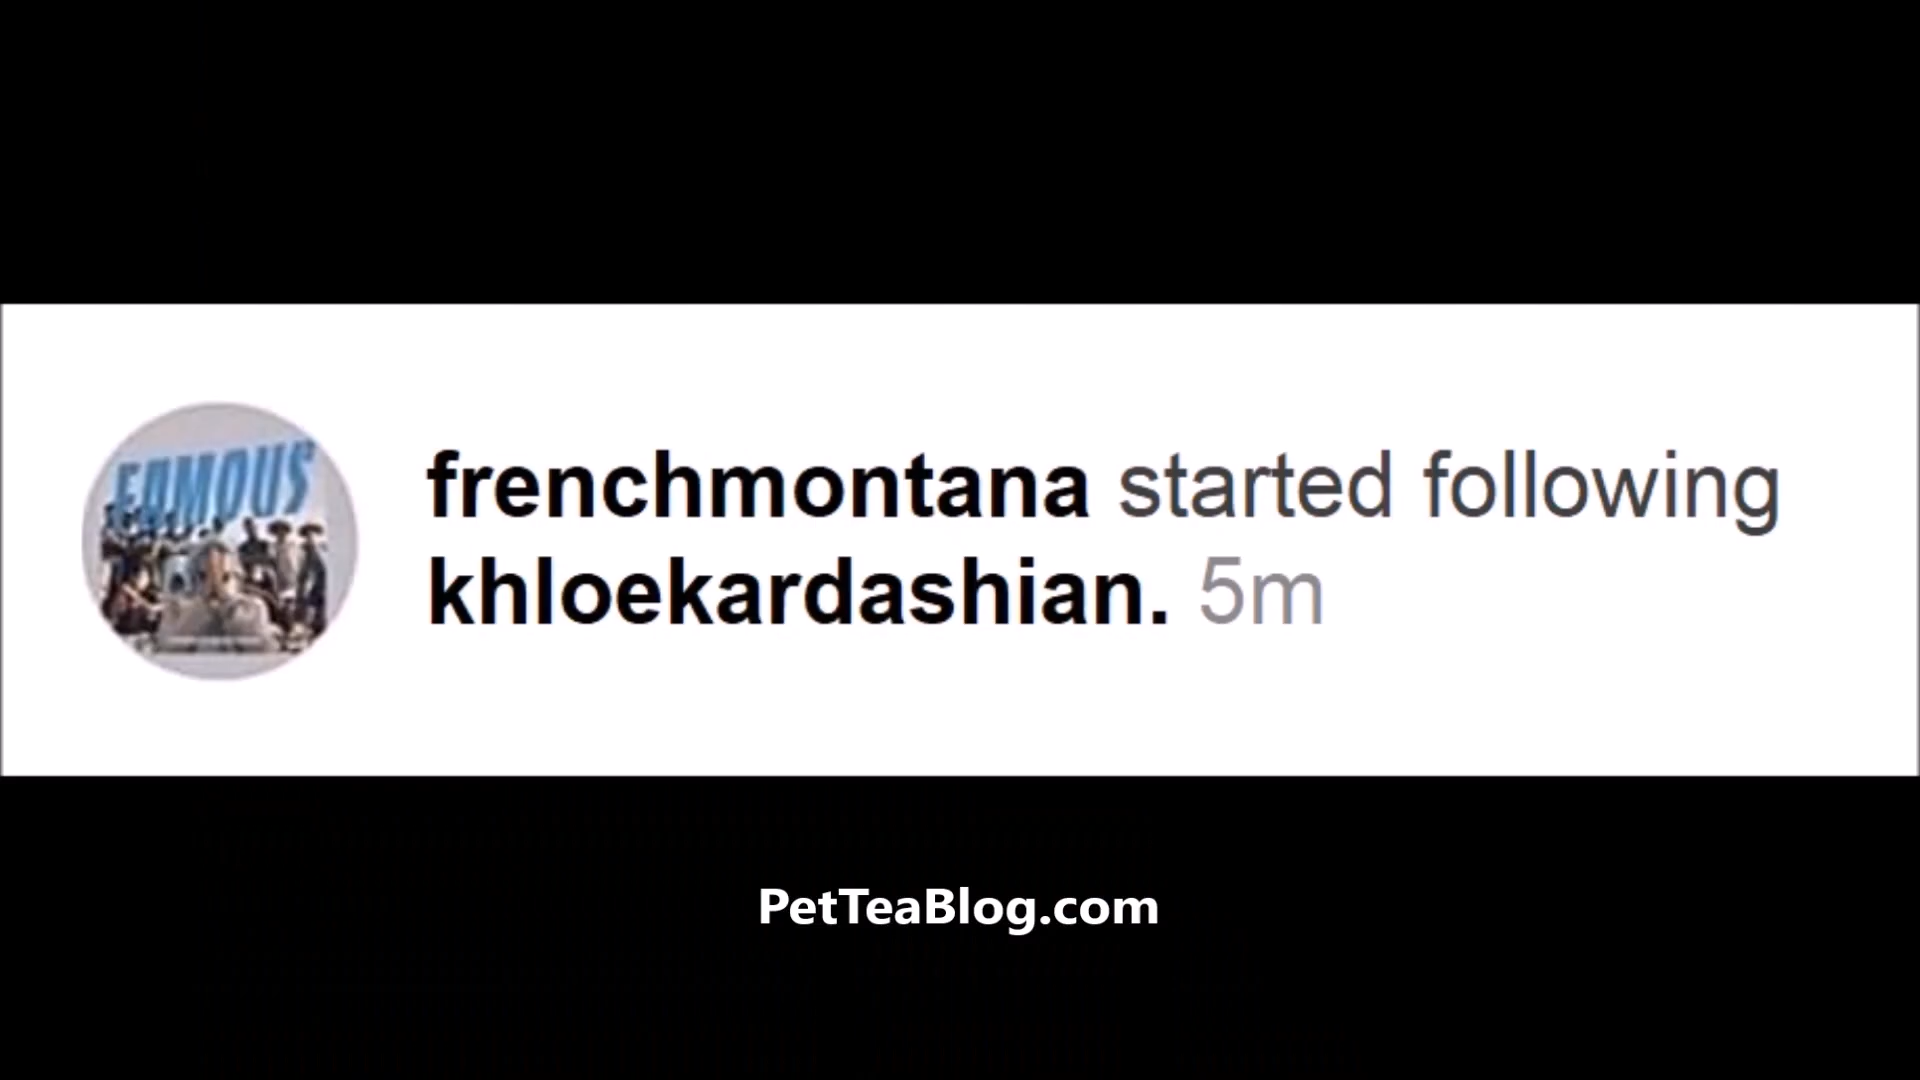 FAMOUS
frenchmontana started following
khloekardashian. 5m
PetTeaBlog.com